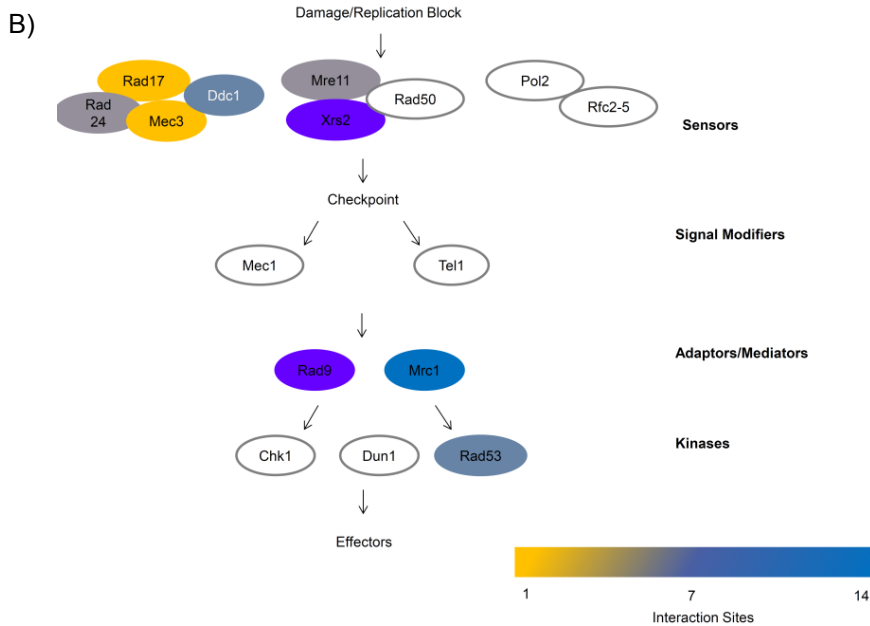 B)
Damage/Replication Block
Rad17
Ddc1
Rad
24
Mec3
Mre11
Rad50
Xrs2
Pol2
Rfc2-5
Sensors
Checkpoint
Signal Modifiers
Mec1
Tel1
Adaptors/Mediators
Rad9
Mrc1
Kinases
Chk1
Dun1
Rad53
Effectors
1
7
14
Interaction Sites